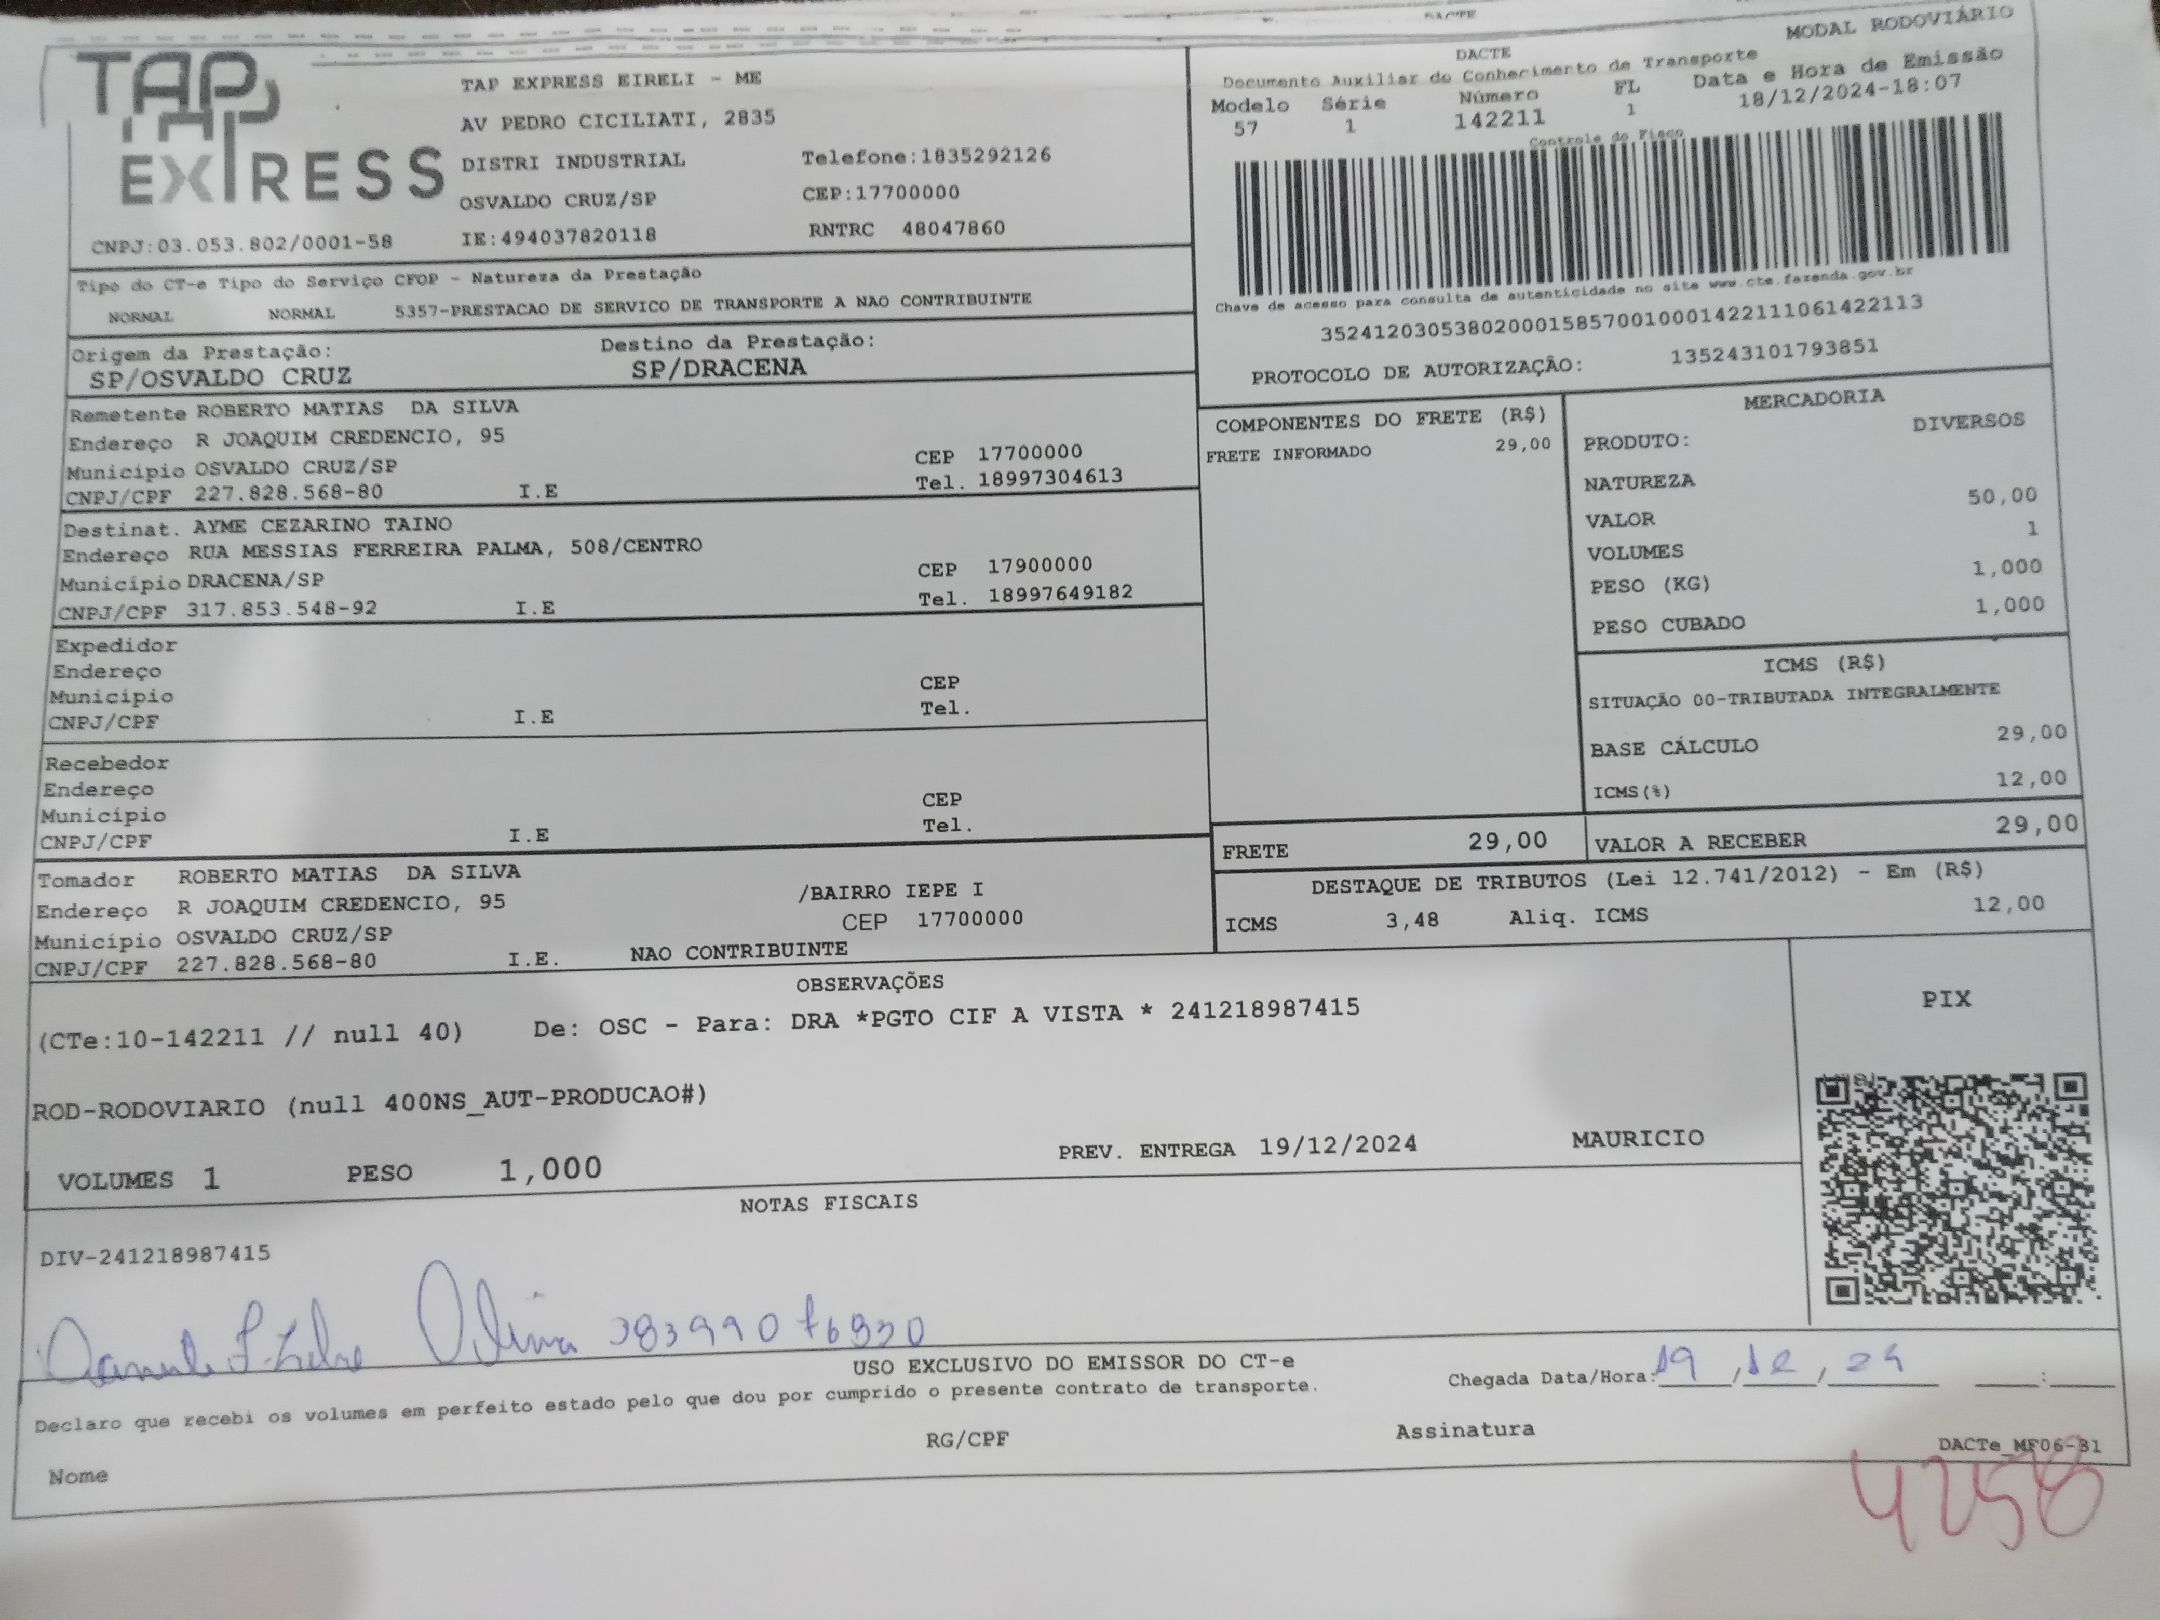 DACTE
MODAL RODOVIÁRIO
TAP EXPRESS
CNPJ:03.053.802/0001-58
TAP EXPRESS EIRELI - ME
AV PEDRO CICILIATI, 2835
DISTRI INDUSTRIAL Telefone:1835292126
OSVALDO CRUZ/SP CEP:17700000
IE:494037820118 RNTRC 48047860
DACTE
Documento Auxiliar do Conhecimento de Transporte
Modelo Série Número FL Data e Hora de Emissão
57 1 142211 1 18/12/2024-18:07
Controle do Fisco
Chave de acesso para consulta de autenticidade no site www.cte.fazenda.gov.br
35241203053802000158570010001422111061422113
PROTOCOLO DE AUTORIZAÇÃO: 135243101793851
Tipo do CT-e Tipo do Serviço CFOP - Natureza da Prestação
NORMAL NORMAL 5357-PRESTACAO DE SERVICO DE TRANSPORTE A NAO CONTRIBUINTE
Origem da Prestação: Destino da Prestação:
SP/OSVALDO CRUZ SP/DRACENA
Remetente ROBERTO MATIAS DA SILVA
Endereço R JOAQUIM CREDENCIO, 95
Município OSVALDO CRUZ/SP CEP 17700000
CNPJ/CPF 227.828.568-80 I.E Tel. 18997304613
Destinat. AYME CEZARINO TAINO
Endereço RUA MESSIAS FERREIRA PALMA, 508/CENTRO
Município DRACENA/SP CEP 17900000
CNPJ/CPF 317.853.548-92 I.E Tel. 18997649182
Expedidor
Endereço
Município CEP
CNPJ/CPF I.E Tel.
Recebedor
Endereço
Município CEP
CNPJ/CPF I.E Tel.
Tomador ROBERTO MATIAS DA SILVA
Endereço R JOAQUIM CREDENCIO, 95 /BAIRRO IEPE I
Município OSVALDO CRUZ/SP CEP 17700000
CNPJ/CPF 227.828.568-80 I.E. NAO CONTRIBUINTE
COMPONENTES DO FRETE (R$)
FRETE INFORMADO 29,00
MERCADORIA
PRODUTO: DIVERSOS
NATUREZA
VALOR 50,00
VOLUMES 1
PESO (KG) 1,000
PESO CUBADO 1,000
ICMS (R$)
SITUAÇÃO 00-TRIBUTADA INTEGRALMENTE
BASE CÁLCULO 29,00
ICMS(%) 12,00
FRETE 29,00 VALOR A RECEBER 29,00
DESTAQUE DE TRIBUTOS (Lei 12.741/2012) - Em (R$)
ICMS 3,48 Aliq. ICMS 12,00
OBSERVAÇÕES
(CTe:10-142211 // null 40) De: OSC - Para: DRA *PGTO CIF A VISTA * 241218987415
ROD-RODOVIARIO (null 400NS_AUT-PRODUCAO#)
VOLUMES 1 PESO 1,000 PREV. ENTREGA 19/12/2024 MAURICIO
PIX
NOTAS FISCAIS
DIV-241218987415
USO EXCLUSIVO DO EMISSOR DO CT-e
Chegada Data/Hora: 19 / 12 / 24 :
Declaro que recebi os volumes em perfeito estado pelo que dou por cumprido o presente contrato de transporte.
Nome RG/CPF Assinatura
DACTe_MF06-B1
4258